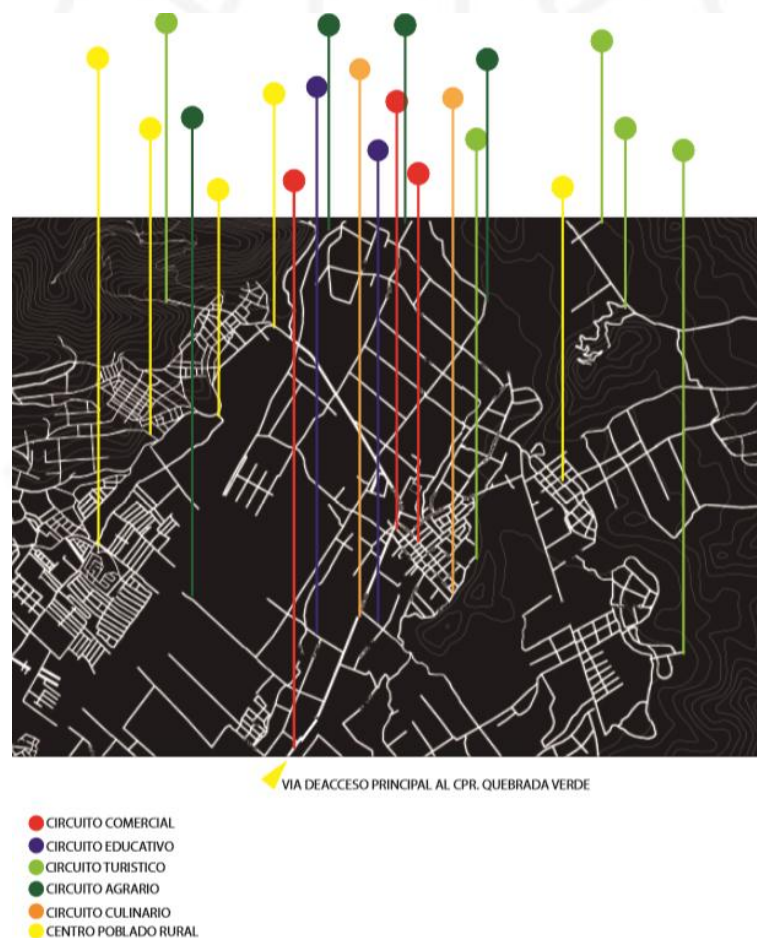 VIA DEACCESO PRINCIPAL AL CPR. QUEBRADA VERDE
CIRCUITO COMERCIAL
CIRCUITO EDUCATIVO
CIRCUITO TURISTICO
CIRCUITO AGRARIO
CIRCUITO CULINARIO
CENTRO POBLADO RURAL